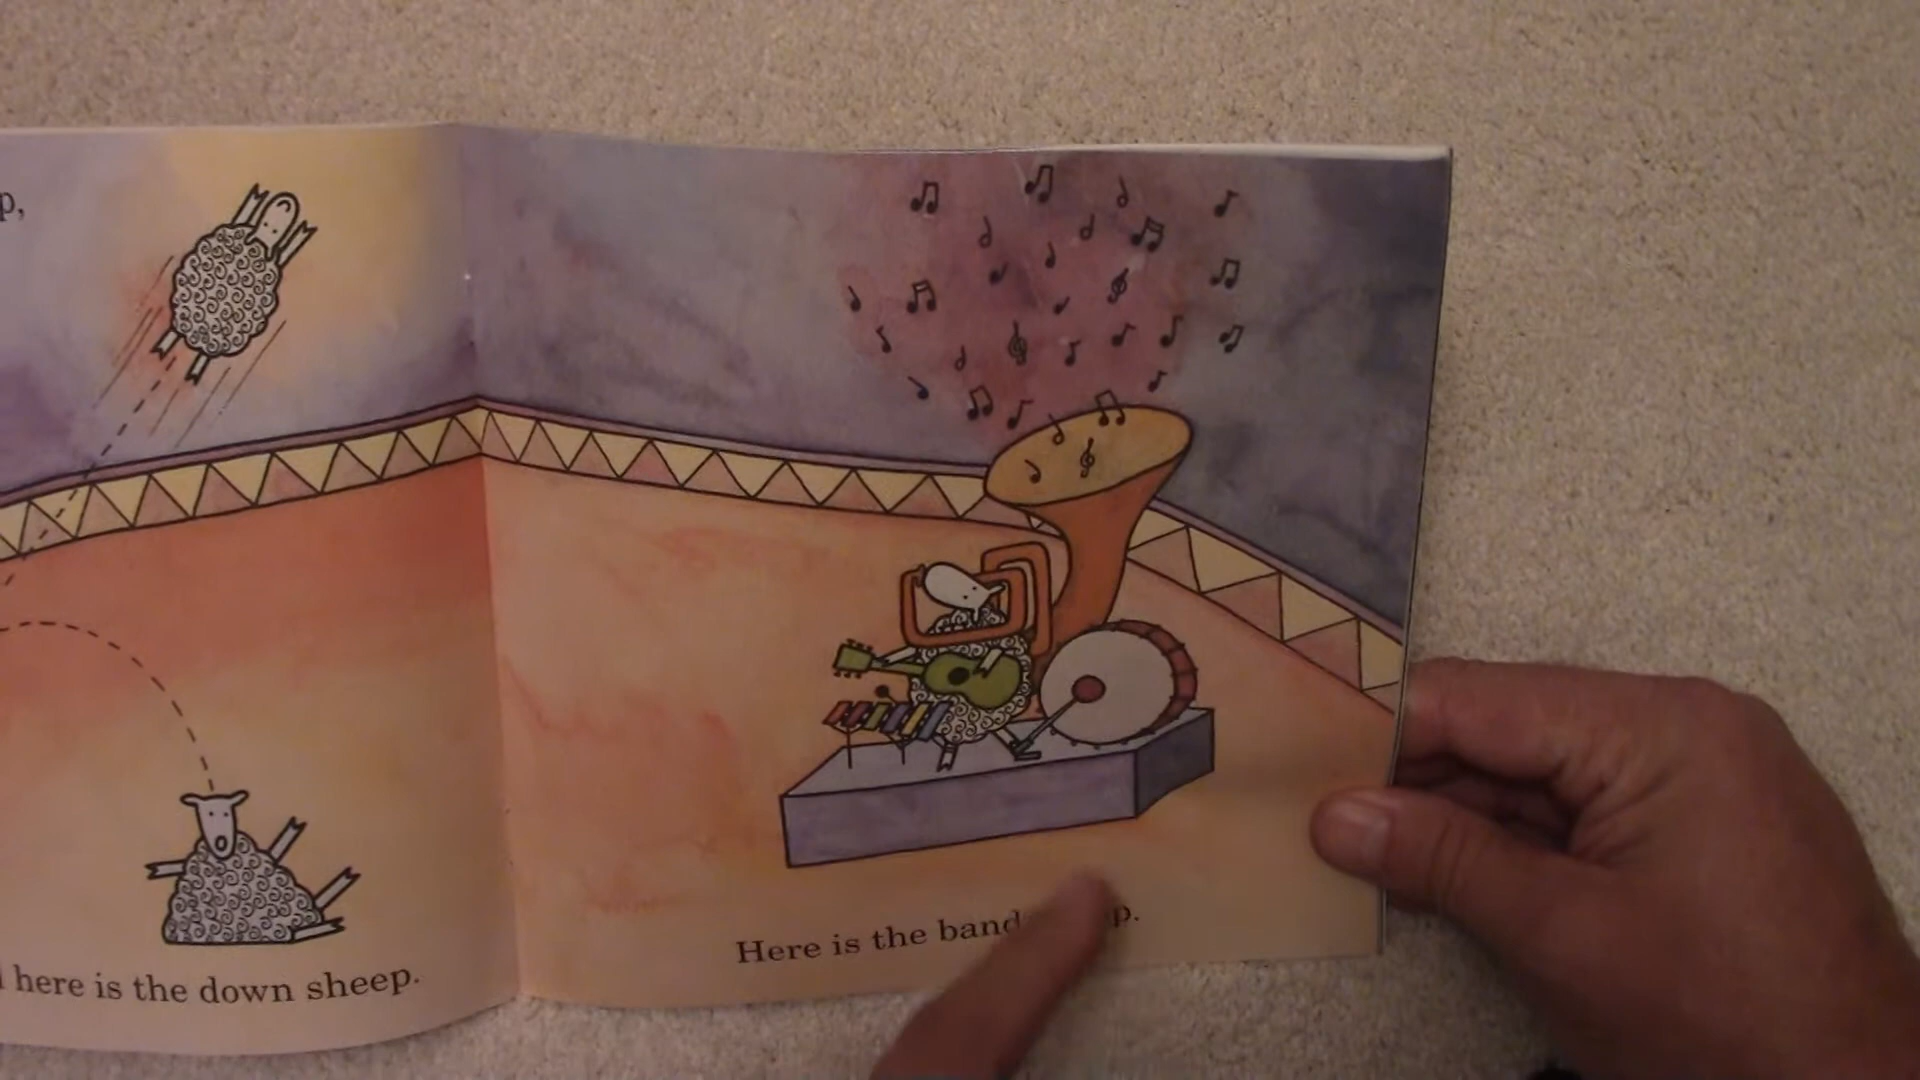 p,
here is the down sheep.
Here is the band p.